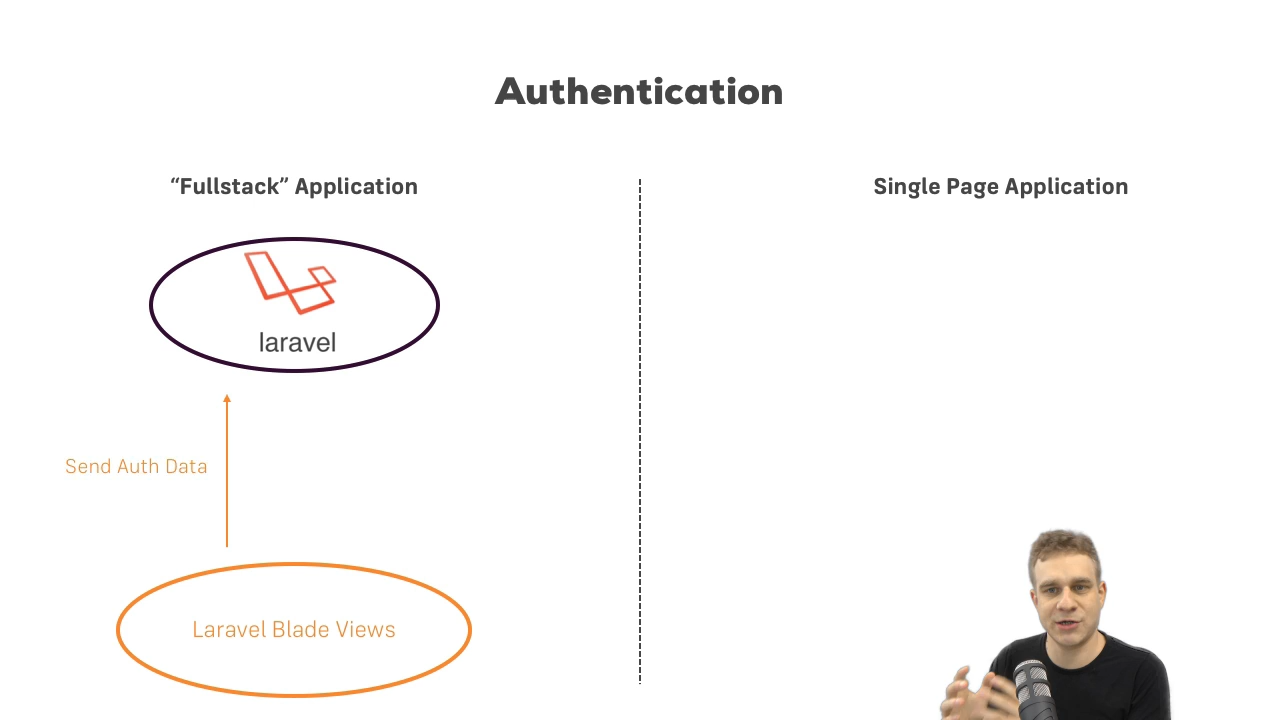 Authentication
“Fullstack” Application
Single Page Application
laravel
Send Auth Data
Laravel Blade Views